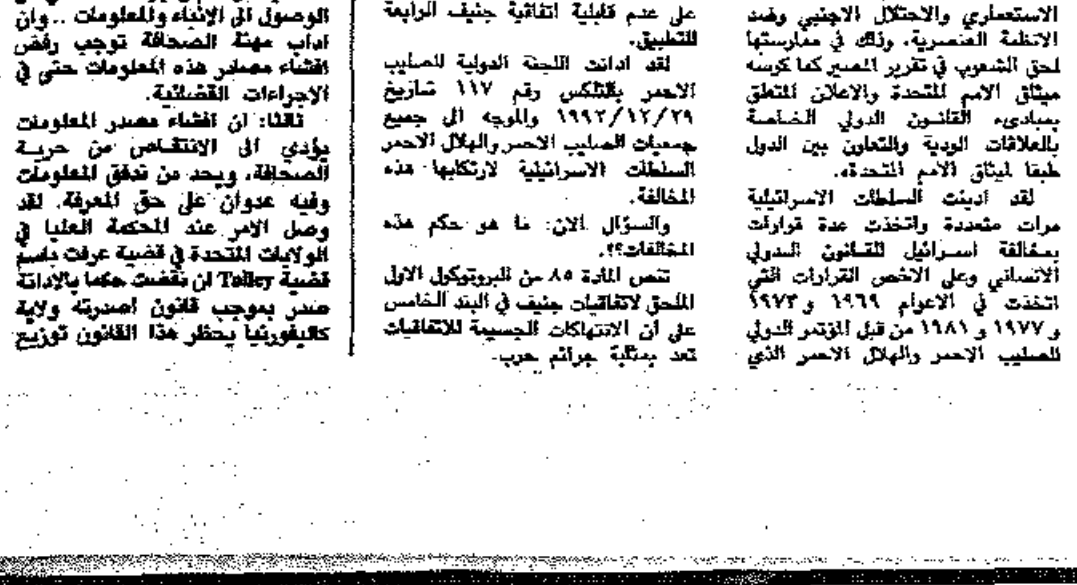 الاستعماري والاحتلال الاجنبي وضد
الانظمة العنصرية، وذلك في ممارستها
لحق الشعوب في تقرير المصير كما كرسه
ميثاق الامم المتحدة والاعلان المتعلق
بمبادىء القانون الدولي الخاصة
بالعلاقات الودية والتعاون بين الدول
طبقا لميثاق الامم المتحدة».
لقد أدينت السلطات الاسرائيلية
مرات متعددة واتخذت عدة قرارات
بمخالفة اسرائيل للقانون الدولي
الانساني وعلى الاخص القرارات التي
اتخذت في الاعوام ١٩٦٩ و ١٩٧٣
و ١٩٧٧ و ١٩٨١ من قبل المؤتمر الدولي
للصليب الاحمر والهلال الاحمر الذي
على عدم قابلية اتفاقية جنيف الرابعة
للتطبيق.
لقد ادانت اللجنة الدولية للصليب
الاحمر بالتلكس رقم ١١٧ بتاريخ
١٩٩٢/١٢/٢٩ والموجه الى جميع
جمعيات الصليب الاحمر والهلال الاحمر
السلطات الاسرائيلية لارتكابها هذه
المخالفة.
والسؤال الان: ما هو حكم هذه
المخالفات؟؟.
تنص المادة ٨٥ من البروتوكول الاول
الملحق لاتفاقيات جنيف في البند الخامس
على ان الانتهاكات الجسيمة للاتفاقيات
تعد بمثابة جرائم حرب.
الوصول الى الانباء والمعلومات .. وان
اداب مهنة الصحافة توجب رفض
افشاء مصادر هذه المعلومات حتى في
الاجراءات القضائية.
ثالثا: ان افشاء مصدر المعلومات
يؤدي الى الانتقاص من حرية
الصحافة، ويحد من تدفق المعلومات
وفيه عدوان على حق المعرفة. لقد
وصل الامر عند المحكمة العليا في
الولايات المتحدة في قضية عرفت باسم
قضية Talley ان نقضت حكما بالادانة
صدر بموجب قانون اصدرته ولاية
كاليفورنيا يحظر هذا القانون توزيع